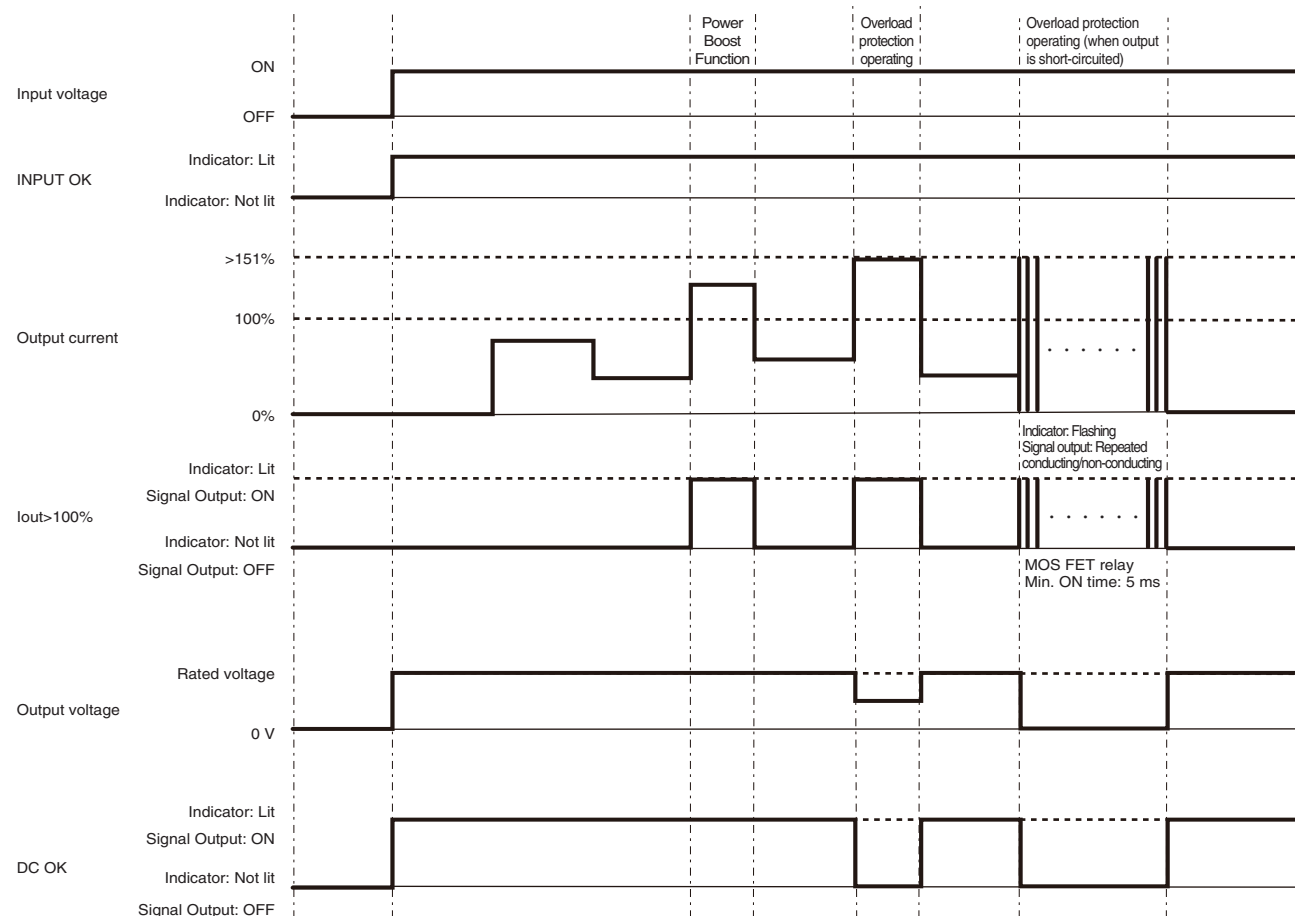 Power
Boost
Function
Overload
protection
operating
Overload protection
operating (when output
is short-circuited)
ON
Input voltage
OFF
Indicator: Lit
INPUT OK
Indicator: Not lit
>151%
100%
Output current
0%
Indicator: Flashing
Signal output: Repeated
conducting/non-conducting
Indicator: Lit
Signal Output: ON
Iout>100%
Indicator: Not lit
Signal Output: OFF
MOS FET relay
Min. ON time: 5 ms
Rated voltage
Output voltage
0 V
Indicator: Lit
Signal Output: ON
DC OK
Indicator: Not lit
Signal Output: OFF